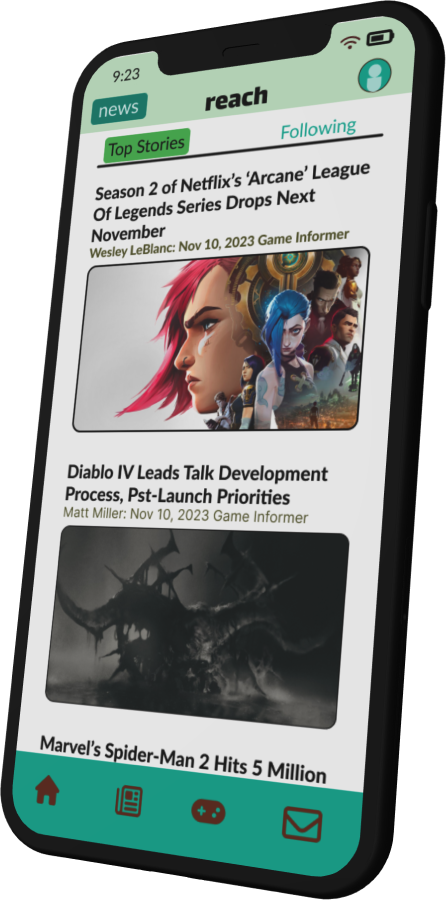 9:23
news
reach
Top Stories
Following
Season 2 of Netflix's ‘Arcane’ League
Of Legends Series Drops Next
November
Wesley LeBlanc: Nov 10, 2023 Game Informer
Diablo IV Leads Talk Development
Process, Pst-Launch Priorities
Matt Miller: Nov 10, 2023 Game Informer
Marvel's Spider-Man 2 Hits 5 Million